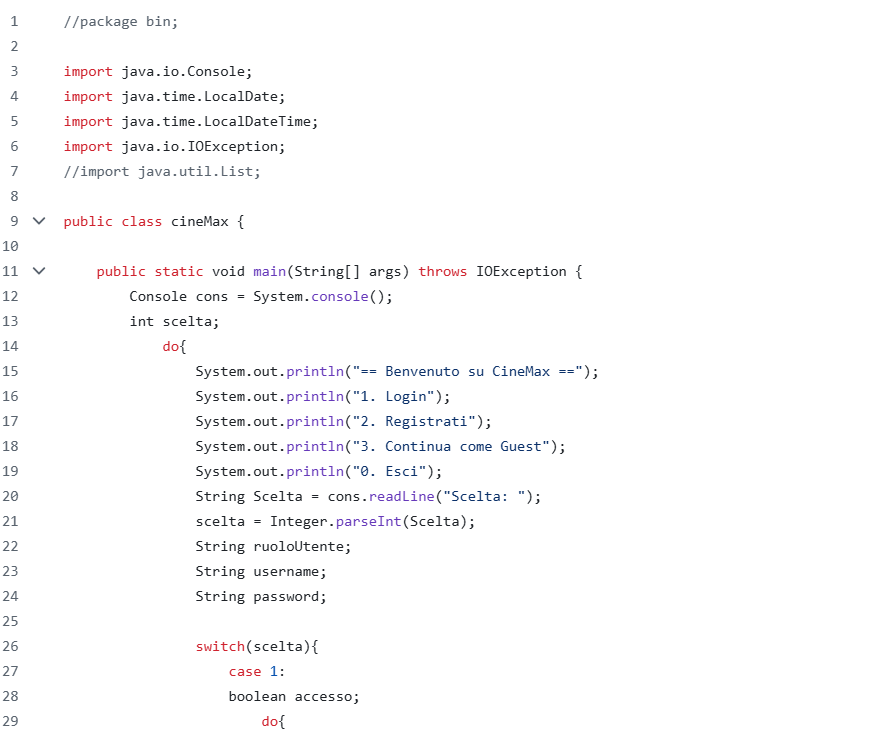 1 //package bin;
2
3 import java.io.Console;
4 import java.time.LocalDate;
5 import java.time.LocalDateTime;
6 import java.io.IOException;
7 //import java.util.List;
8
9 public class cineMax {
10
11 public static void main(String[] args) throws IOException {
12 Console cons = System.console();
13 int scelta;
14 do{
15 System.out.println("== Benvenuto su CineMax ==");
16 System.out.println("1. Login");
17 System.out.println("2. Registrati");
18 System.out.println("3. Continua come Guest");
19 System.out.println("0. Esci");
20 String Scelta = cons.readLine("Scelta: ");
21 scelta = Integer.parseInt(Scelta);
22 String ruoloUtente;
23 String username;
24 String password;
25
26 switch(scelta){
27 case 1:
28 boolean accesso;
29 do{